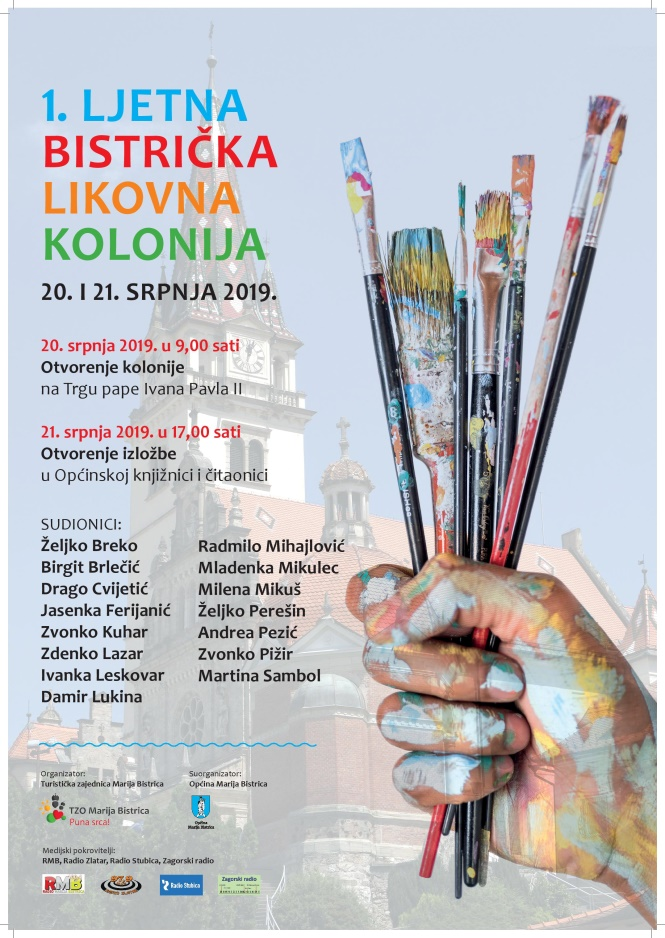 1. LJETNA
BISTRIČKA
LIKOVNA
KOLONIJA
20. I 21. SRPNJA 2019.
20. srpnja 2019. u 9,00 sati
Otvorenje kolonije
na Trgu pape Ivana Pavla II
21. srpnja 2019. u 17,00 sati
Otvorenje izložbe
u Općinskoj knjižnici i čitaonici
SUDIONICI:
Željko Breko
Birgit Brlečić
Drago Cvijetić
Jasenka Ferijanić
Zvonko Kuhar
Zdenko Lazar
Ivanka Leskovar
Damir Lukina
Radmilo Mihajlović
Mladenka Mikulec
Milena Mikuš
Željko Perešin
Andrea Pezić
Zvonko Pižir
Martina Sambol
Organizator:
Turistička zajednica Marija Bistrica
TZO Marija Bistrica
Puna srca!
Suorganizator:
Općina Marija Bistrica
Općina
Marija Bistrica
Medijski pokrovitelji:
RMB, Radio Zlatar, Radio Stubica, Zagorski radio
RMB
Radio Stubica
Zagorski radio